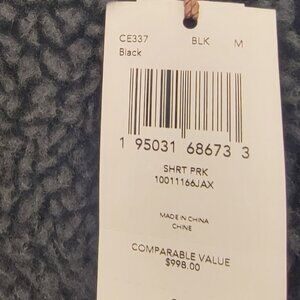 CE337 BLK M
Black
1 95031 68673 3
SHRT PRK
10011166JAX
MADE IN CHINA
CHINE
COMPARABLE VALUE
$998.00